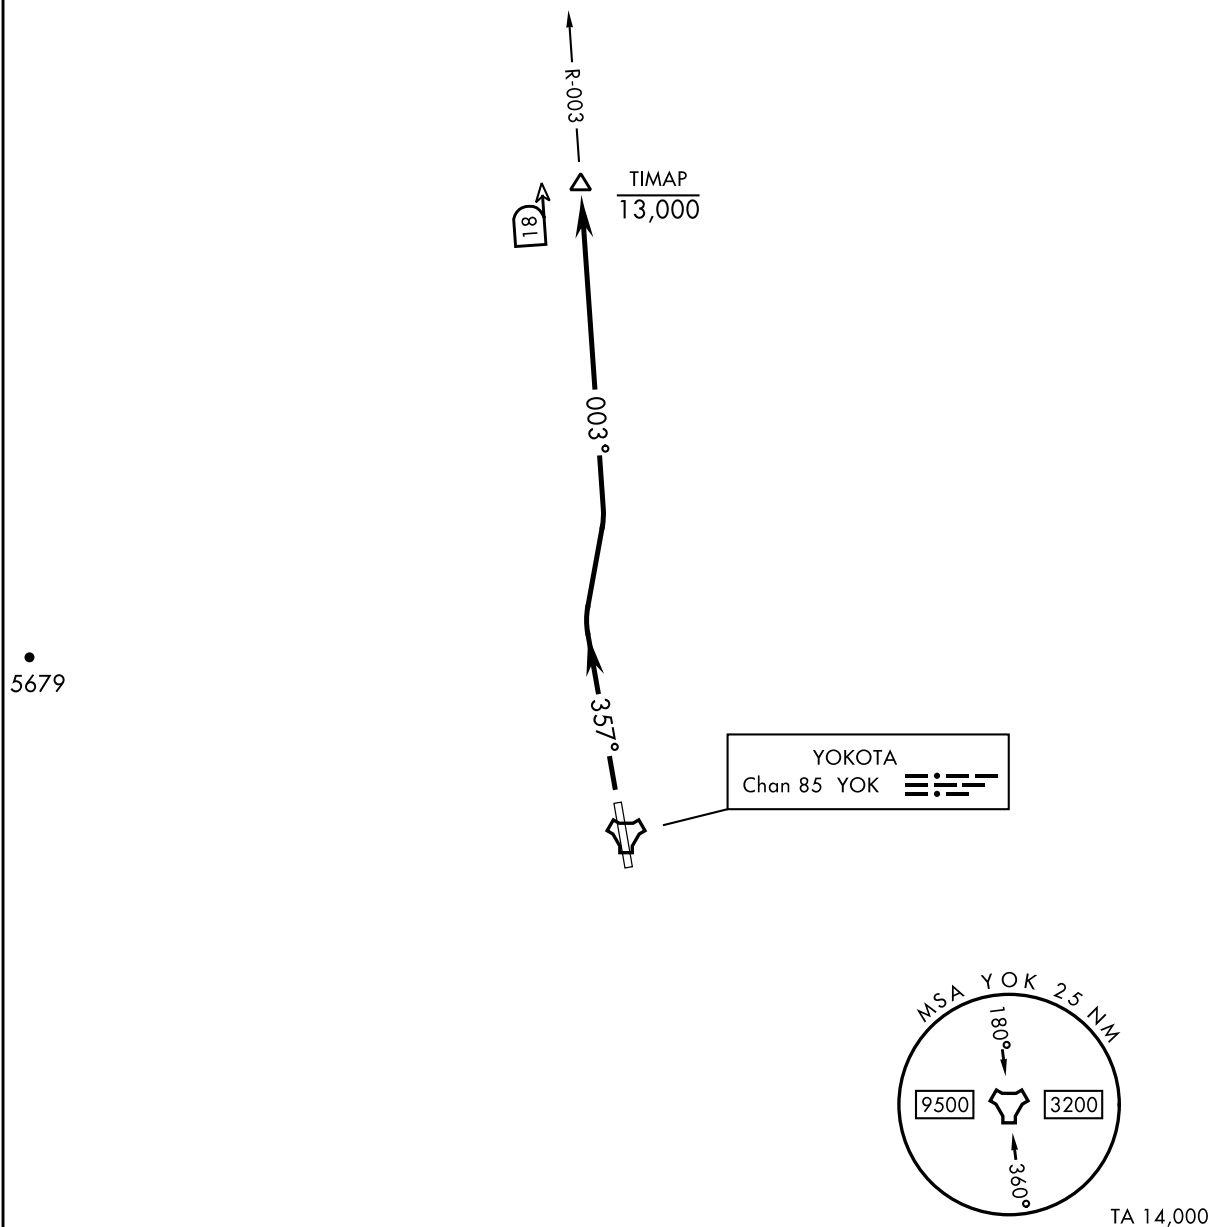 R-003
TIMAP
13,000
18
003°
5679
357°
YOKOTA
Chan 85 YOK
MSA YOK 25 NM
180°
9500
3200
360°
TA 14,000